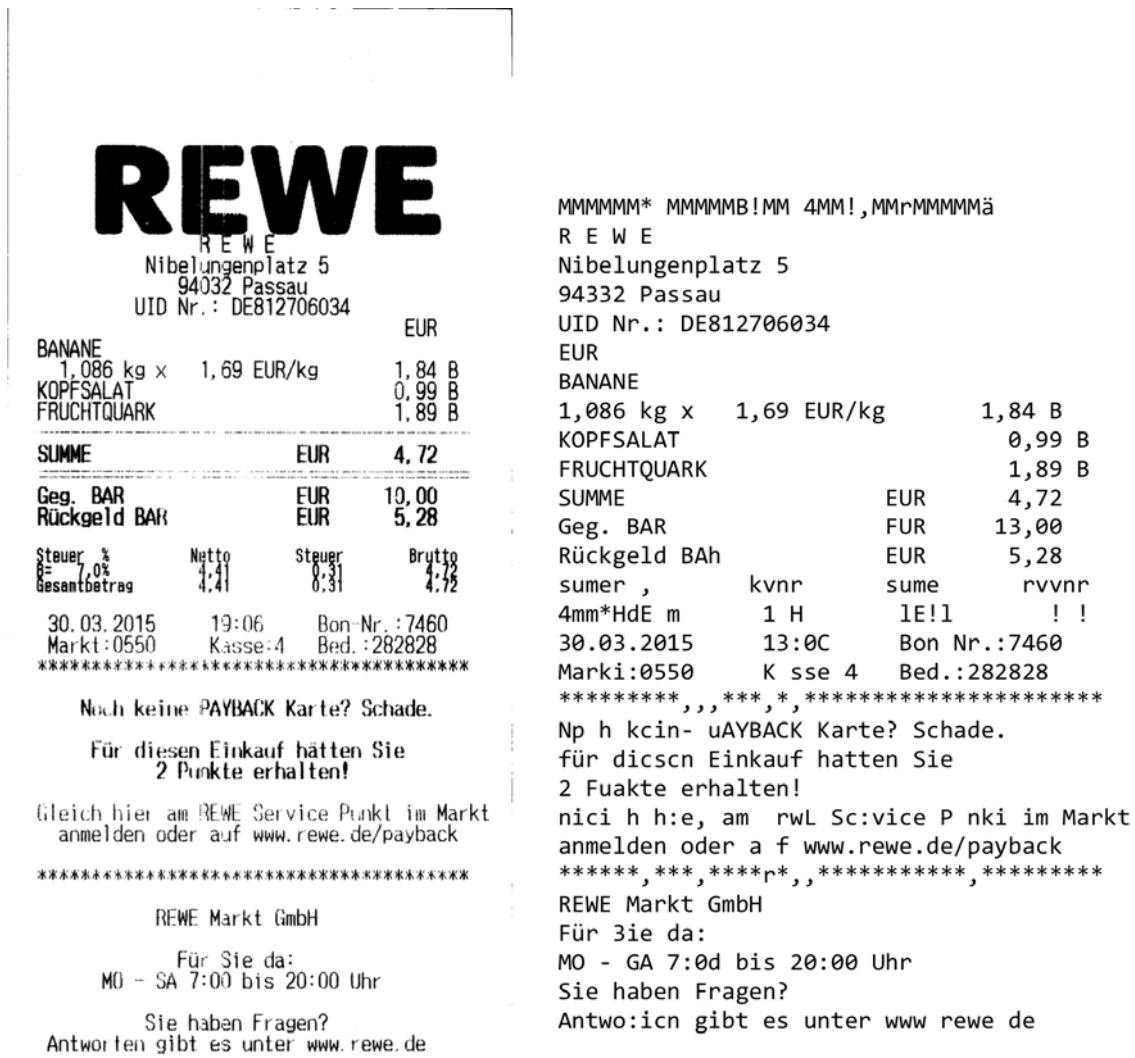 REWE
R E W E
Nibelungenplatz 5
94032 Passau
UID Nr.: DE812706034
EUR
BANANE
1,086 kg x 1,69 EUR/kg 1,84 B
KOPFSALAT 0,99 B
FRUCHTQUARK 1,89 B
SUMME EUR 4,72
Geg. BAR EUR 10,00
Rückgeld BAR EUR 5,28
Steuer % Netto Steuer Brutto
B= 7,0% 4,41 0,31 4,72
Gesamtbetrag 4,41 0,31 4,72
30.03.2015 19:06 Bon-Nr.:7460
Markt:0550 Kasse:4 Bed.:282828
********************************************
Noch keine PAYBACK Karte? Schade.
Für diesen Einkauf hätten Sie
2 Punkte erhalten!
Gleich hier am REWE Service Punkt im Markt
anmelden oder auf www.rewe.de/payback
********************************************
REWE Markt GmbH
Für Sie da:
MO - SA 7:00 bis 20:00 Uhr
Sie haben Fragen?
Antworten gibt es unter www.rewe.de
MMMMMM* MMMMMB!MM 4MM!,MMrMMMMMä
R E W E
Nibelungenplatz 5
94332 Passau
UID Nr.: DE812706034
EUR
BANANE
1,086 kg x 1,69 EUR/kg 1,84 B
KOPFSALAT 0,99 B
FRUCHTQUARK 1,89 B
SUMME EUR 4,72
Geg. BAR FUR 13,00
Rückgeld BAh EUR 5,28
sumer , kvnr sume rvvnr
4mm*HdE m 1 H lE!l ! !
30.03.2015 13:0C Bon Nr.:7460
Marki:0550 K sse 4 Bed.:282828
*********,,,***,*,**********************
Np h kcin- uAYBACK Karte? Schade.
für dicscn Einkauf hatten Sie
2 Fuakte erhalten!
nici h h:e, am rwL Sc:vice P nki im Markt
anmelden oder a f www.rewe.de/payback
******,***,****r*,,***********,*********
REWE Markt GmbH
Für 3ie da:
MO - GA 7:0d bis 20:00 Uhr
Sie haben Fragen?
Antwo:icn gibt es unter www rewe de